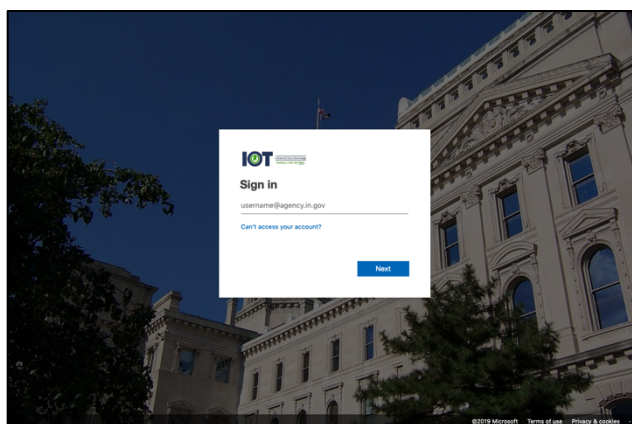 IOT
Sign in
username@agency.in.gov
Can't access your account?
Next
©2019 Microsoft Terms of use Privacy & cookies